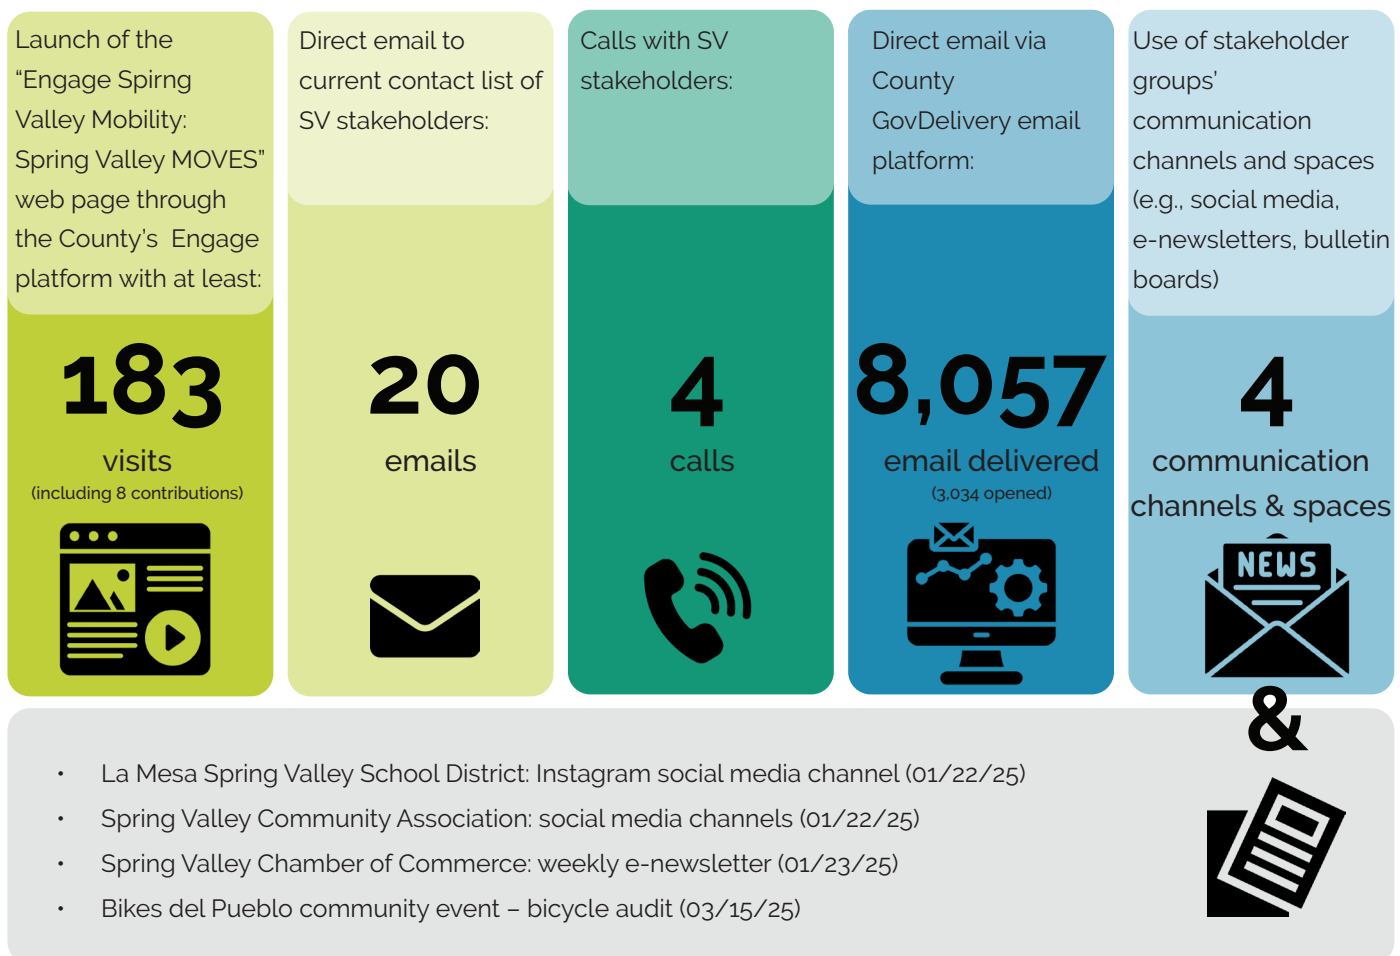 Launch of the
“Engage Spirng
Valley Mobility:
Spring Valley MOVES”
web page through
the County’s Engage
platform with at least:
183
visits
(including 8 contributions)
Direct email to
current contact list of
SV stakeholders:
20
emails
Calls with SV
stakeholders:
4
calls
Direct email via
County
GovDelivery email
platform:
8,057
email delivered
(3,034 opened)
Use of stakeholder
groups’
communication
channels and spaces
(e.g., social media,
e-newsletters, bulletin
boards)
4
communication
channels & spaces
NEWS
&
• La Mesa Spring Valley School District: Instagram social media channel (01/22/25)
• Spring Valley Community Association: social media channels (01/22/25)
• Spring Valley Chamber of Commerce: weekly e-newsletter (01/23/25)
• Bikes del Pueblo community event – bicycle audit (03/15/25)